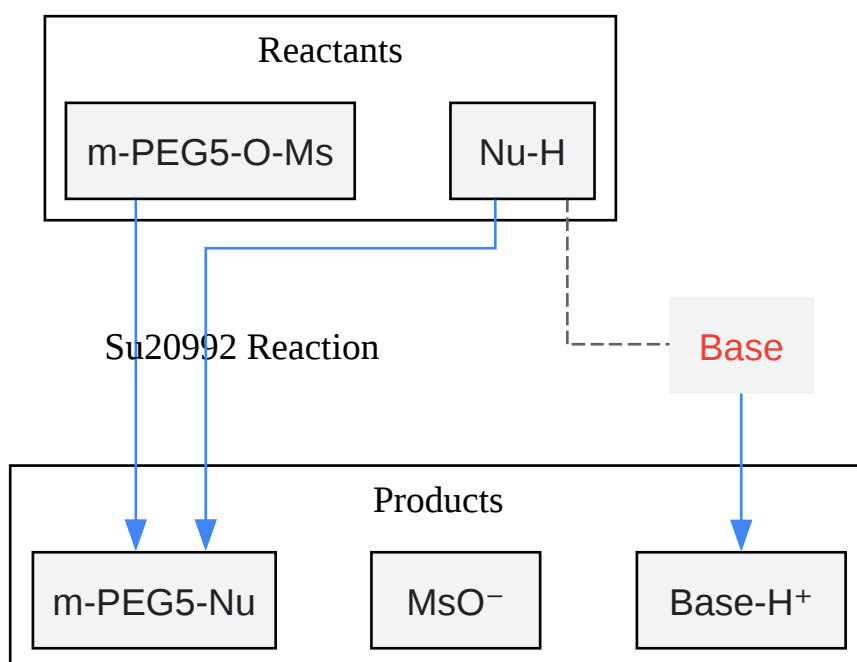 Reactants
m-PEG5-O-Ms
Nu-H
Su20992 Reaction
Base
Products
m-PEG5-Nu
MsO⁻
Base-H⁺